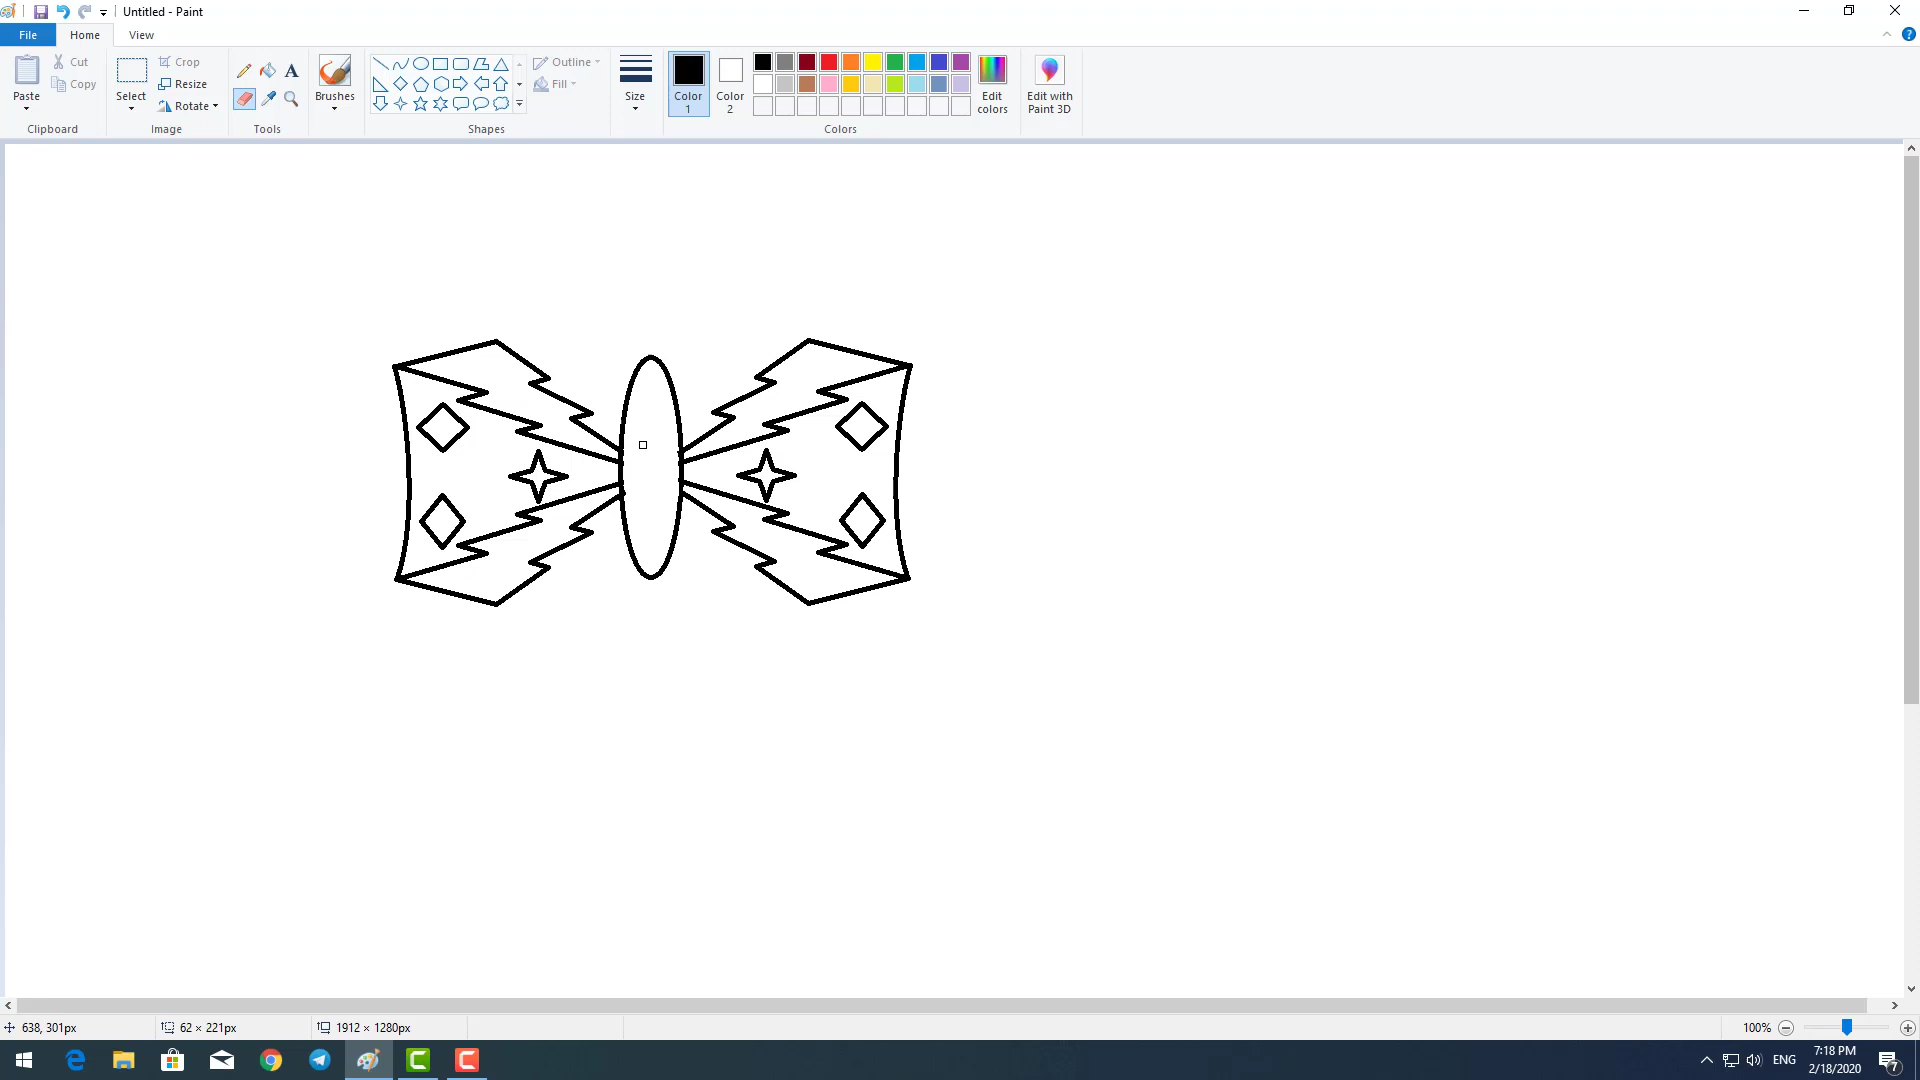 Untitled - Paint
File Home View
Paste
Cut
Copy
Clipboard
Select
Crop
Resize
Rotate
Image
A
Tools
Brushes
Outline
Fill
Shapes
Size
Color 1
Color 2
Edit colors
Colors
Edit with Paint 3D
638, 301px 62 × 221px 1912 × 1280px 100%
ENG
7:18 PM
2/18/2020
7